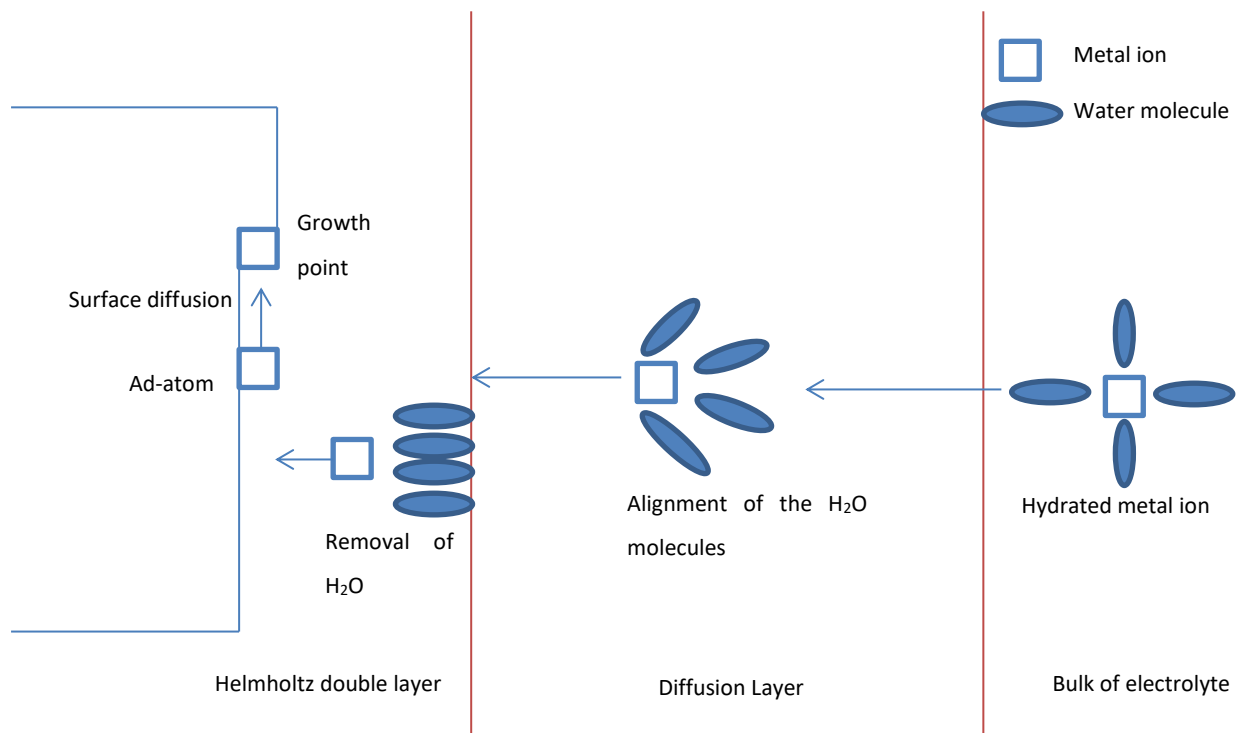 Metal ion
Water molecule
Growth
point
Surface diffusion
Ad-atom
Removal of
H₂O
Alignment of the H₂O
molecules
Hydrated metal ion
Helmholtz double layer
Diffusion Layer
Bulk of electrolyte